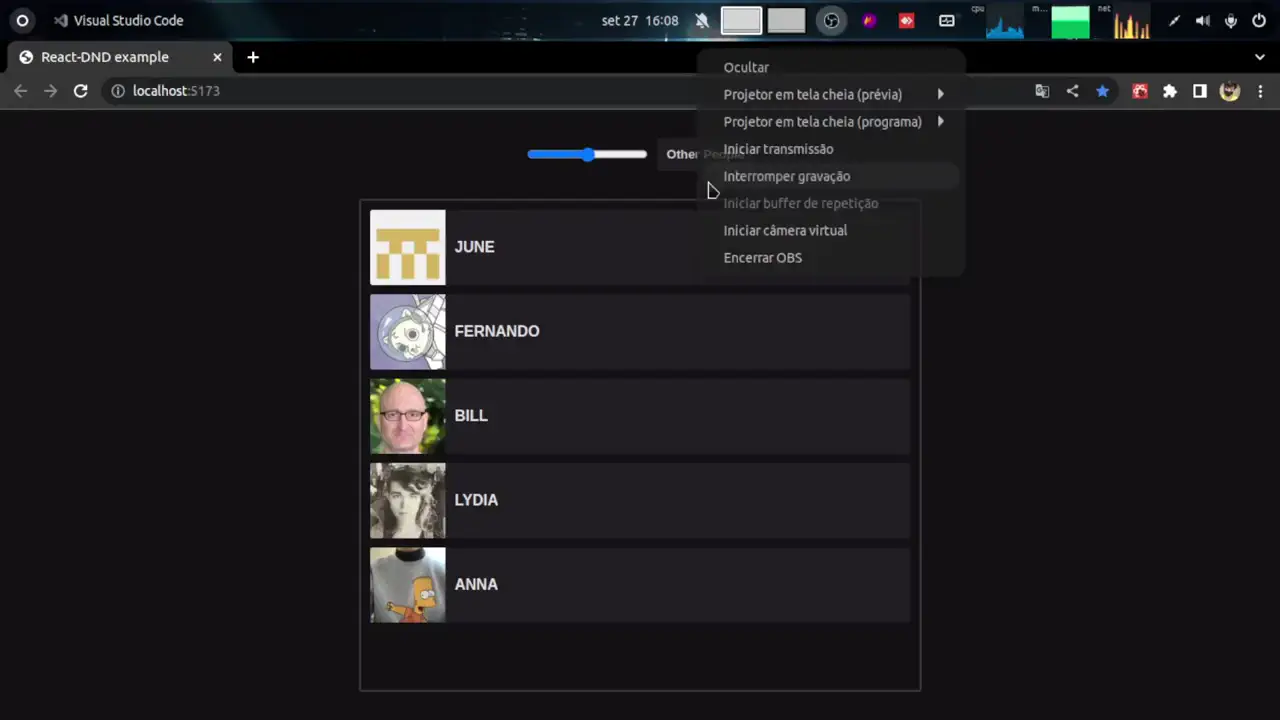 Visual Studio Code
set 27 16:08
cpu
m...
net
React-DND example
localhost:5173
Ocultar
Projetor em tela cheia (prévia)
Projetor em tela cheia (programa)
Iniciar transmissão
Interromper gravação
Iniciar buffer de repetição
Iniciar câmera virtual
Encerrar OBS
Other People
JUNE
FERNANDO
BILL
LYDIA
ANNA